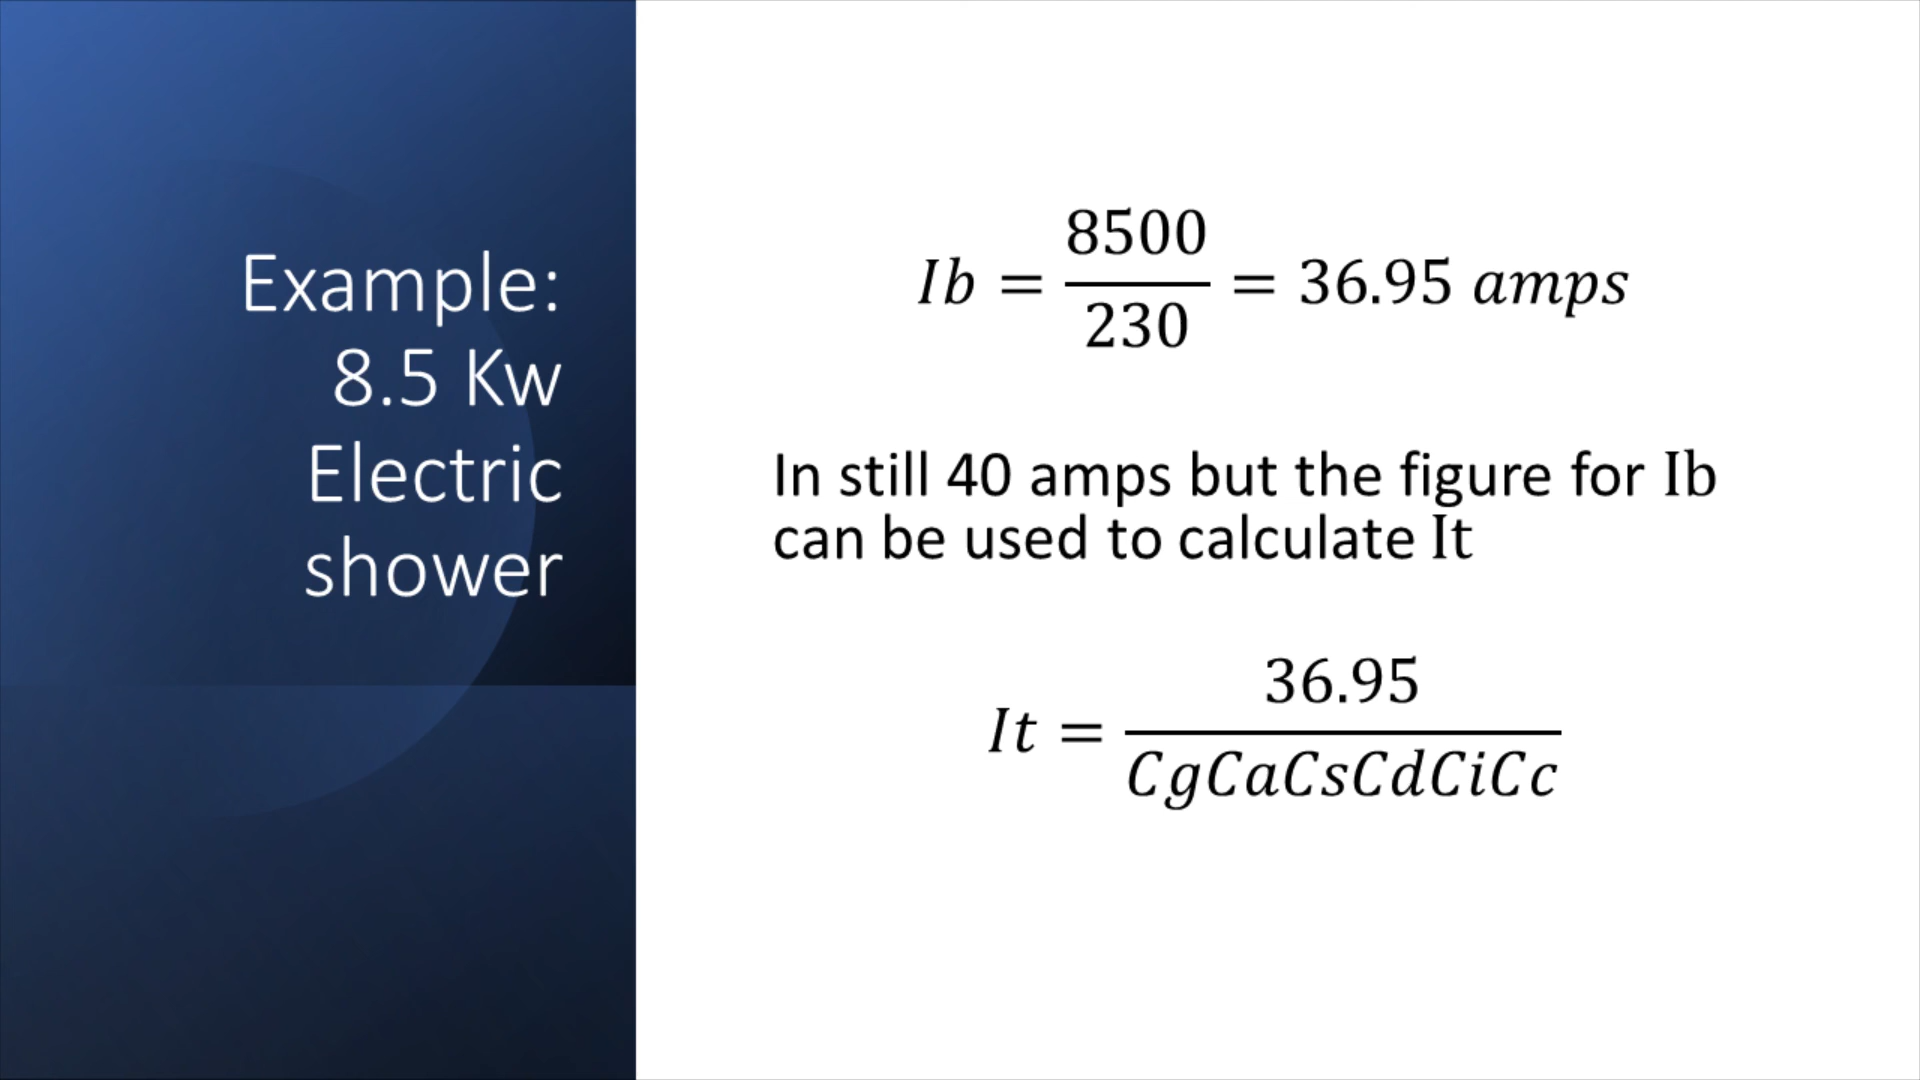 Example:
8.5 Kw
Electric
shower
Ib = 8500/230 = 36.95 amps
In still 40 amps but the figure for Ib
can be used to calculate It
It = 36.95/CgCaCsCdCiCc